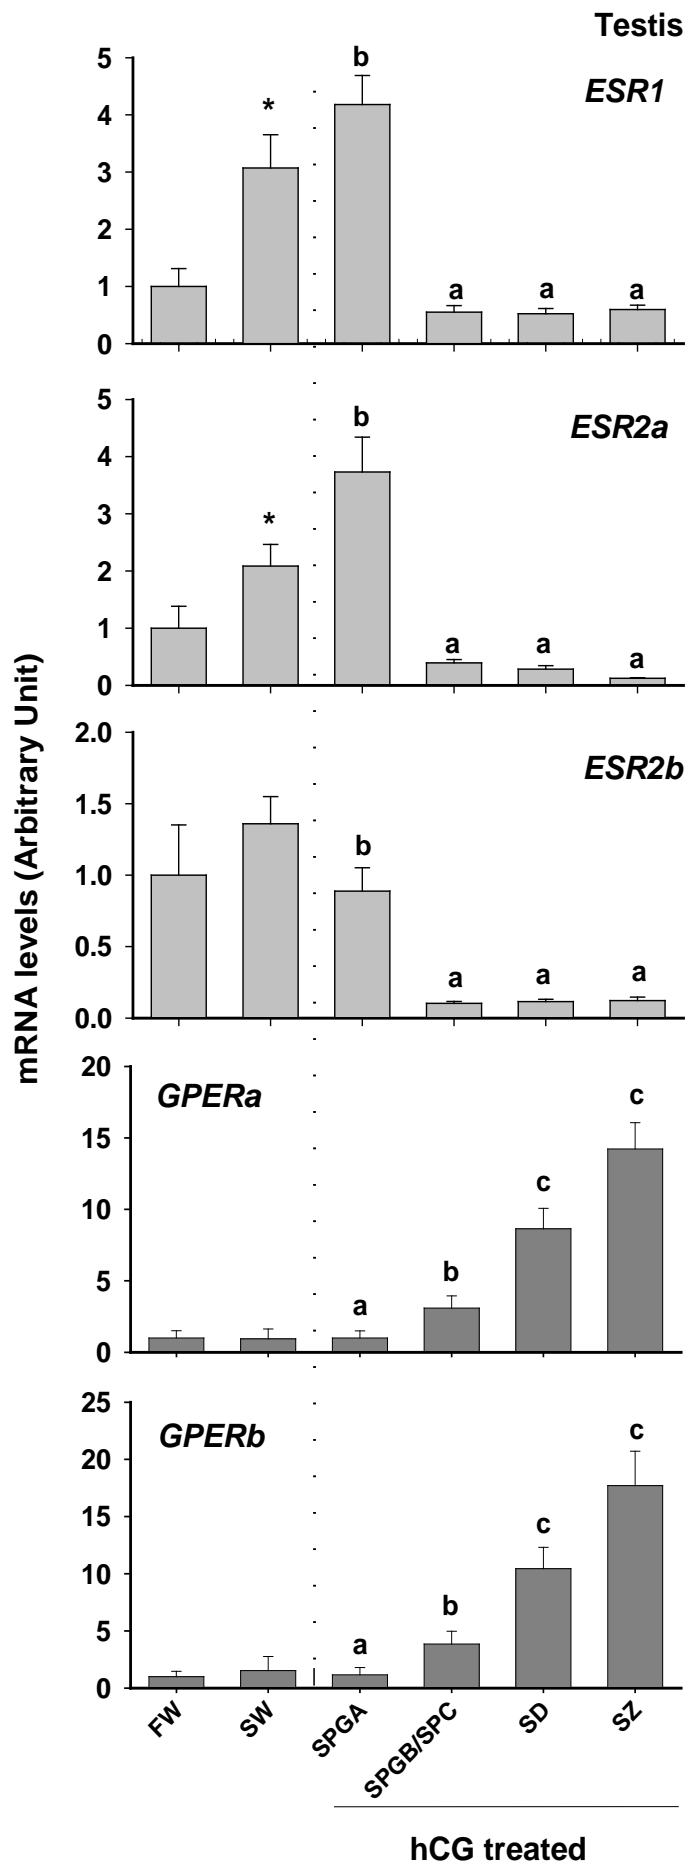 Testis
ESR1
5
4
3
2
1
0
*
b
a
a
a
ESR2a
5
4
3
2
1
0
*
b
a
a
a
mRNA levels (Arbitrary Unit)
ESR2b
2.0
1.5
1.0
0.5
0.0
b
a
a
a
GPERa
20
15
10
5
0
a
b
c
c
GPERb
25
20
15
10
5
0
a
b
c
c
FW
SW
SPGA
SPGB/SPC
SD
SZ
hCG treated